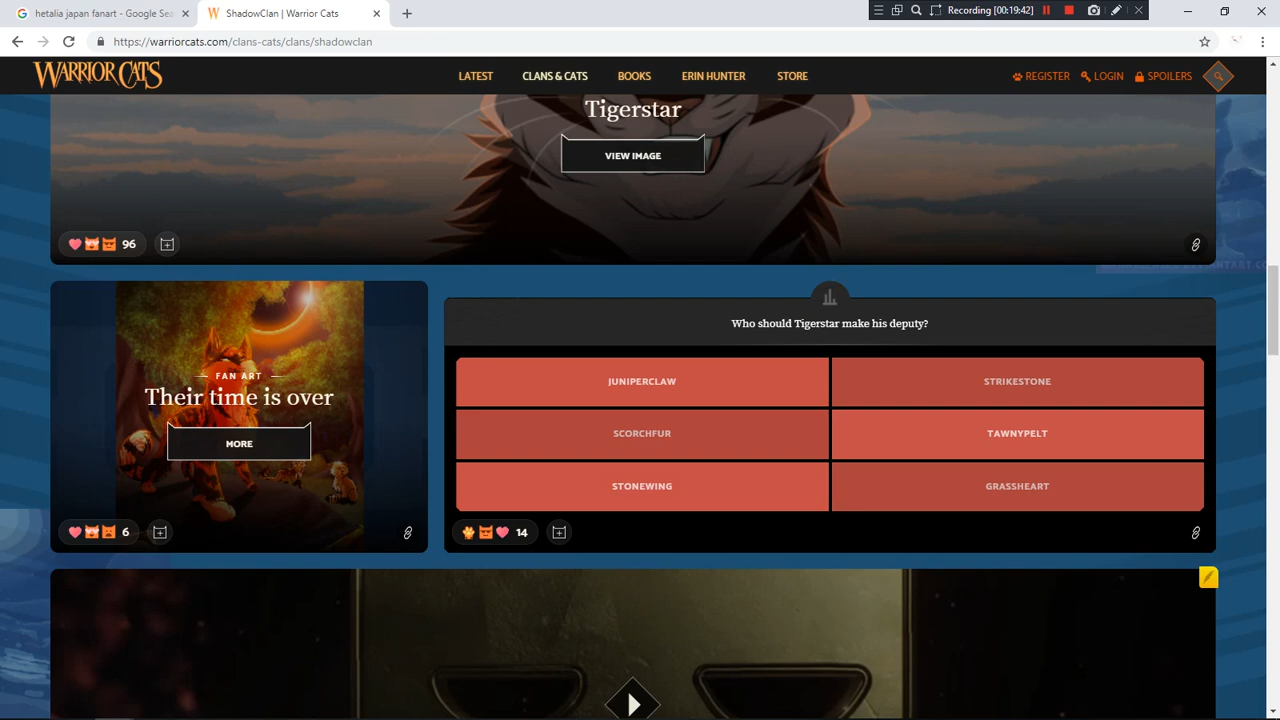 hetalia japan fanart - Google Sea
ShadowClan | Warrior Cats
Recording [00:19:42]
https://warriorcats.com/clans-cats/clans/shadowclan
WARRIOR CATS
LATEST
CLANS & CATS
BOOKS
ERIN HUNTER
STORE
REGISTER
LOGIN
SPOILERS
Tigerstar
VIEW IMAGE
96
FAN ART
Their time is over
MORE
6
Who should Tigerstar make his deputy?
JUNIPERCLAW
STRIKESTONE
SCORCHFUR
TAWNYPELT
STONEWING
GRASSHEART
14